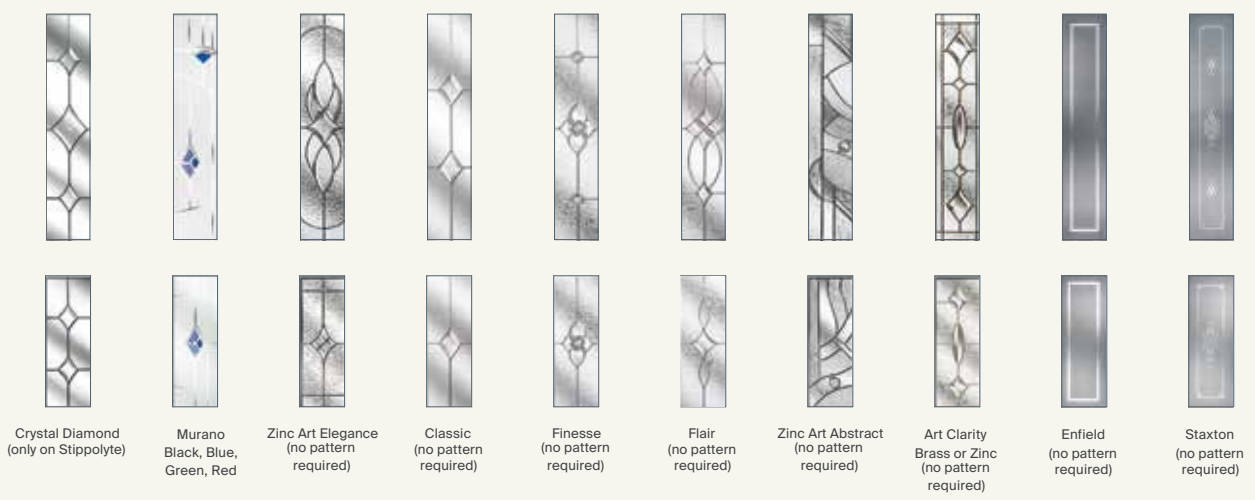 Crystal Diamond
(only on Stippolyte)
Murano
Black, Blue,
Green, Red
Zinc Art Elegance
(no pattern
required)
Classic
(no pattern
required)
Finesse
(no pattern
required)
Flair
(no pattern
required)
Zinc Art Abstract
(no pattern
required)
Art Clarity
Brass or Zinc
(no pattern
required)
Enfield
(no pattern
required)
Staxton
(no pattern
required)